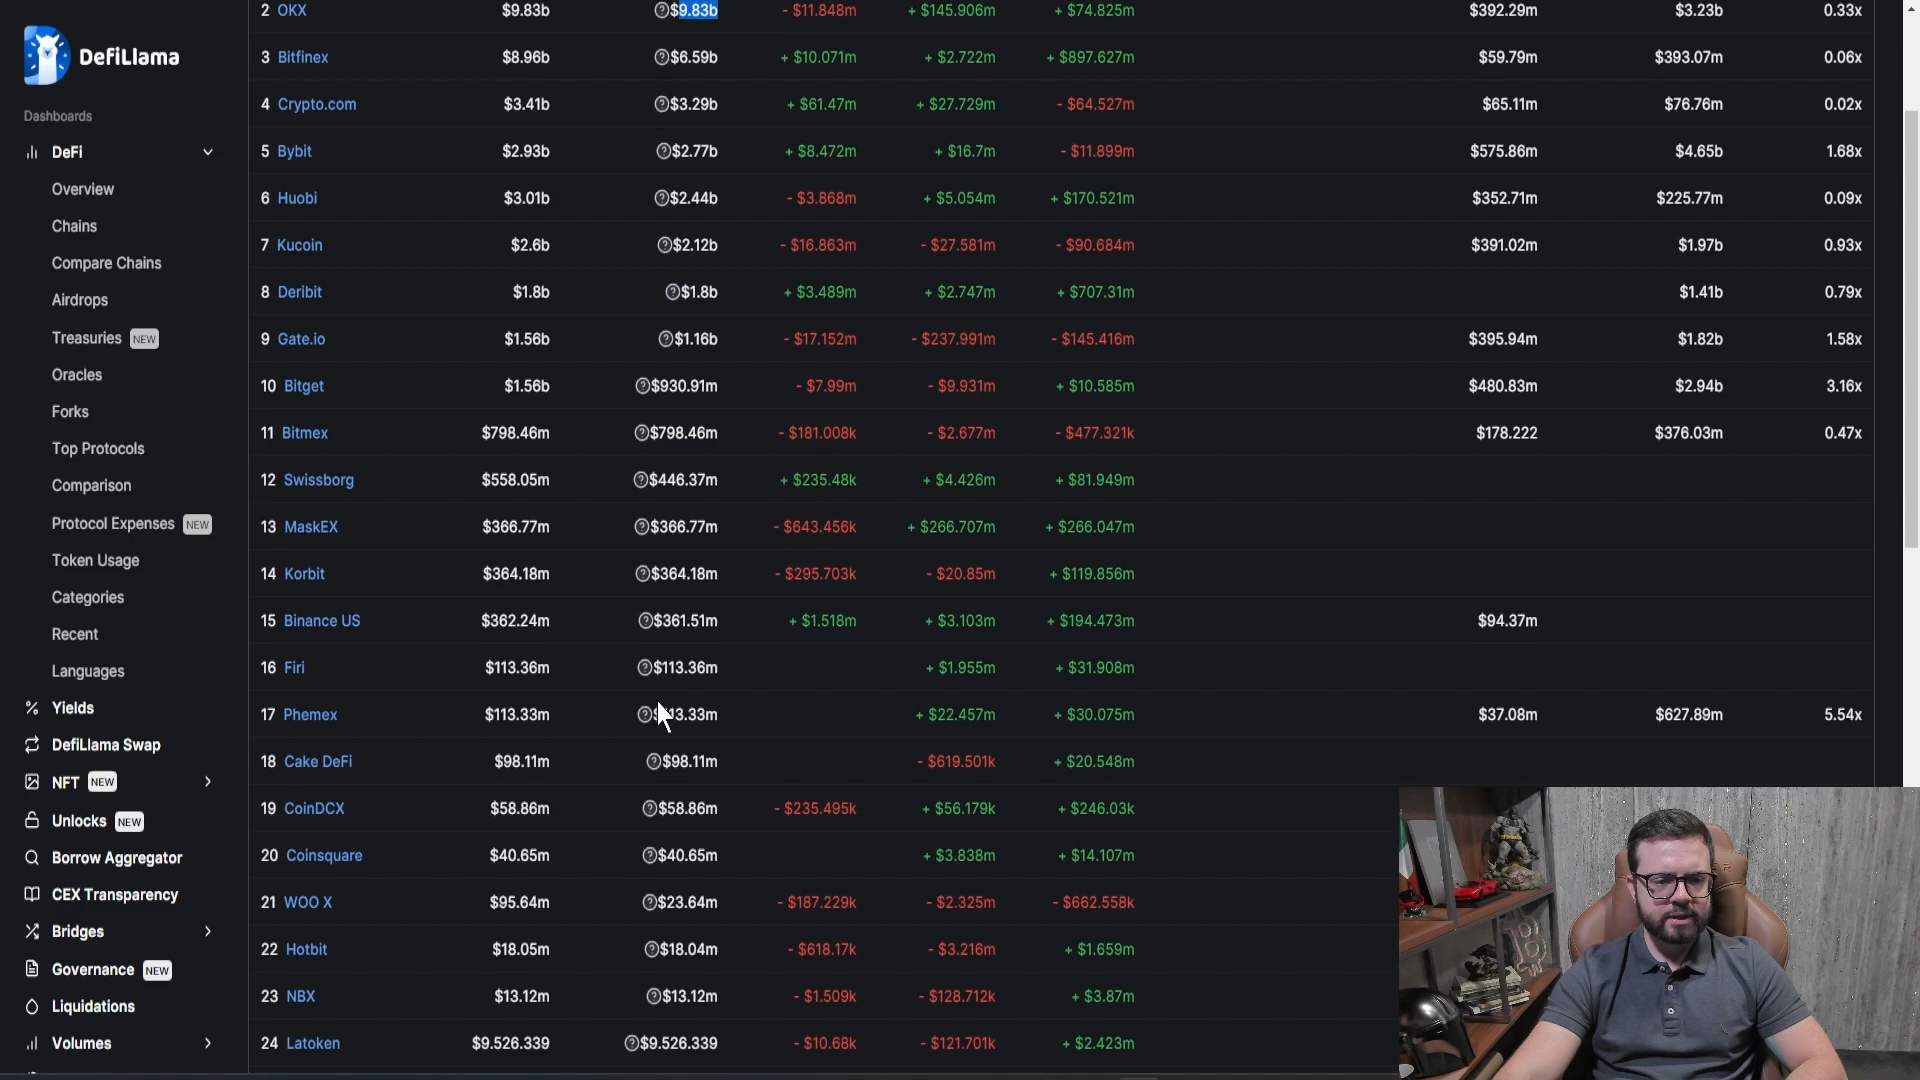 DefiLlama
Dashboards
DeFi
Overview
Chains
Compare Chains
Airdrops
Treasuries NEW
Oracles
Forks
Top Protocols
Comparison
Protocol Expenses NEW
Token Usage
Categories
Recent
Languages
Yields
DefiLlama Swap
NFT NEW
Unlocks NEW
Borrow Aggregator
CEX Transparency
Bridges
Governance NEW
Liquidations
Volumes
2 OKX $9.83b $9.83b - $11.848m + $145.906m + $74.825m $392.29m $3.23b 0.33x
3 Bitfinex $8.96b $6.59b + $10.071m + $2.722m + $897.627m $59.79m $393.07m 0.06x
4 Crypto.com $3.41b $3.29b + $61.47m + $27.729m - $64.527m $65.11m $76.76m 0.02x
5 Bybit $2.93b $2.77b + $8.472m + $16.7m - $11.899m $575.86m $4.65b 1.68x
6 Huobi $3.01b $2.44b - $3.868m + $5.054m + $170.521m $352.71m $225.77m 0.09x
7 Kucoin $2.6b $2.12b - $16.863m - $27.581m - $90.684m $391.02m $1.97b 0.93x
8 Deribit $1.8b $1.8b + $3.489m + $2.747m + $707.31m $1.41b 0.79x
9 Gate.io $1.56b $1.16b - $17.152m - $237.991m - $145.416m $395.94m $1.82b 1.58x
10 Bitget $1.56b $930.91m - $7.99m - $9.931m + $10.585m $480.83m $2.94b 3.16x
11 Bitmex $798.46m $798.46m - $181.008k - $2.677m - $477.321k $178.222 $376.03m 0.47x
12 Swissborg $558.05m $446.37m + $235.48k + $4.426m + $81.949m
13 MaskEX $366.77m $366.77m - $643.456k + $266.707m + $266.047m
14 Korbit $364.18m $364.18m - $295.703k - $20.85m + $119.856m
15 Binance US $362.24m $361.51m + $1.518m + $3.103m + $194.473m $94.37m
16 Firi $113.36m $113.36m + $1.955m + $31.908m
17 Phemex $113.33m + $22.457m + $30.075m $37.08m $627.89m 5.54x
18 Cake DeFi $98.11m $98.11m - $619.501k + $20.548m
19 CoinDCX $58.86m $58.86m - $235.495k + $56.179k + $246.03k
20 Coinsquare $40.65m $40.65m + $3.838m + $14.107m
21 WOO X $95.64m $23.64m - $187.229k - $2.325m - $662.558k
22 Hotbit $18.05m $18.04m - $618.17k - $3.216m + $1.659m
23 NBX $13.12m $13.12m - $1.509k - $128.712k + $3.87m
24 Latoken $9.526.339 $9.526.339 - $10.68k - $121.701k + $2.423m